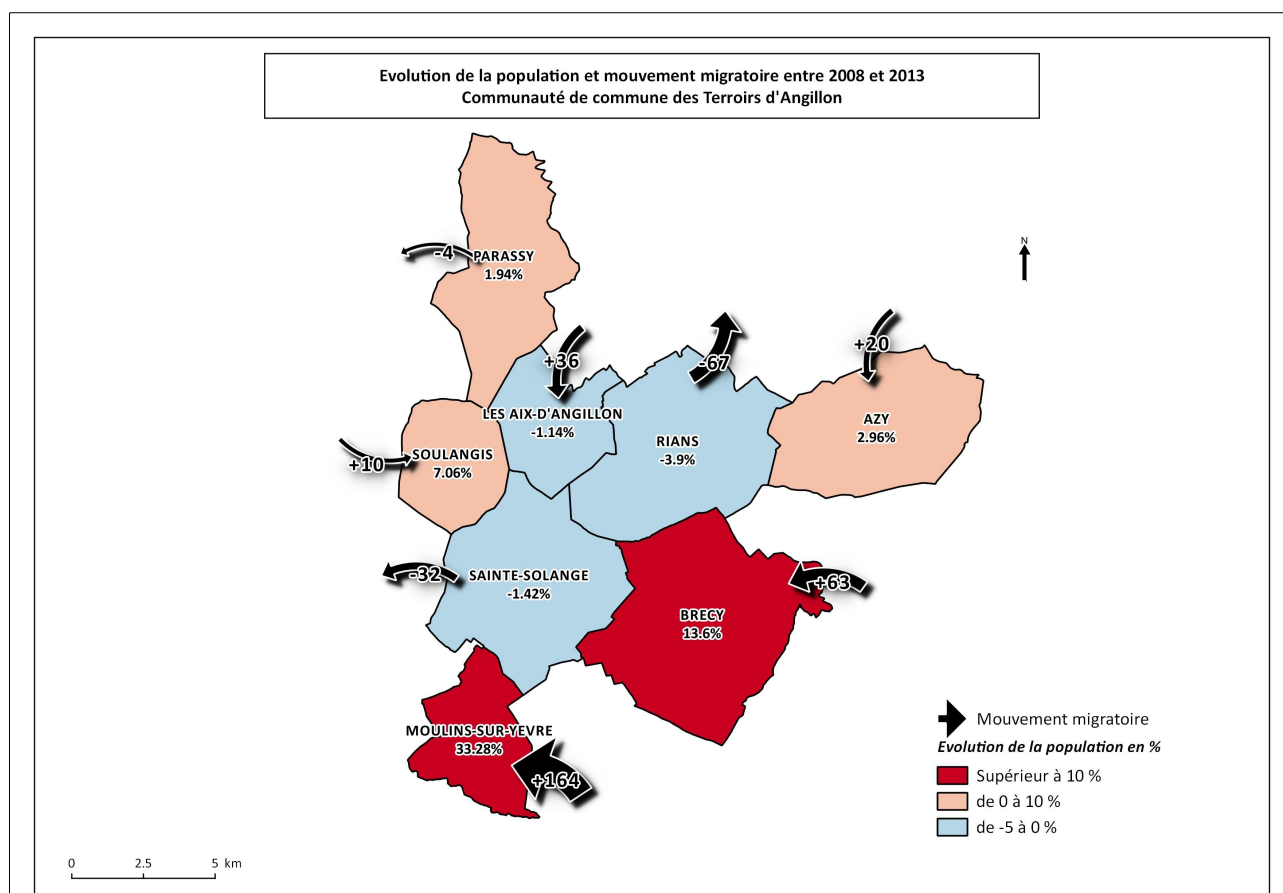 Evolution de la population et mouvement migratoire entre 2008 et 2013
Communauté de commune des Terroirs d'Angillon
N
-4
PARASSY
1.94%
+36
-67
+20
LES AIX-D'ANGILLON
-1.14%
RIANS
-3.9%
AZY
2.96%
+10
SOULANGIS
7.06%
-32
SAINTE-SOLANGE
-1.42%
+63
BRECY
13.6%
MOULINS-SUR-YEVRE
33.28%
+164
Mouvement migratoire
Evolution de la population en %
Supérieur à 10 %
de 0 à 10 %
de -5 à 0 %
0 2.5 5 km